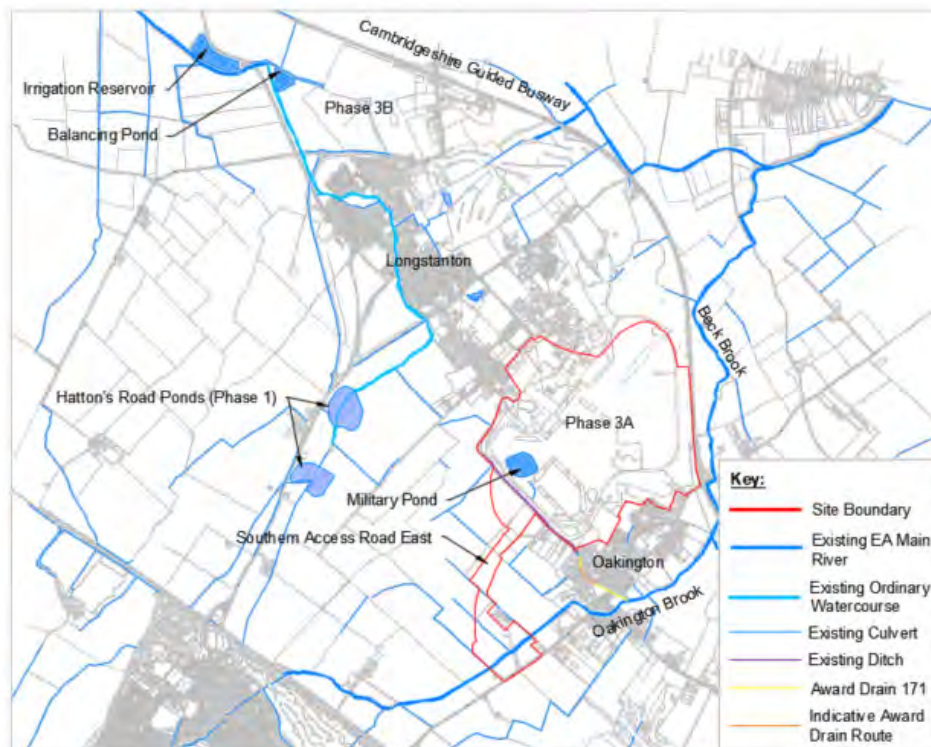 Cambridgeshire Guided Busway
Irrigation Reservoir
Balancing Pond
Phase 3B
Longstanton
Beck Brook
Hatton's Road Ponds (Phase 1)
Phase 3A
Military Pond
Southern Access Road East
Oakington
Oakington Brook
Key:
Site Boundary
Existing EA Main
River
Existing Ordinary
Watercourse
Existing Culvert
Existing Ditch
Award Drain 171
Indicative Award
Drain Route